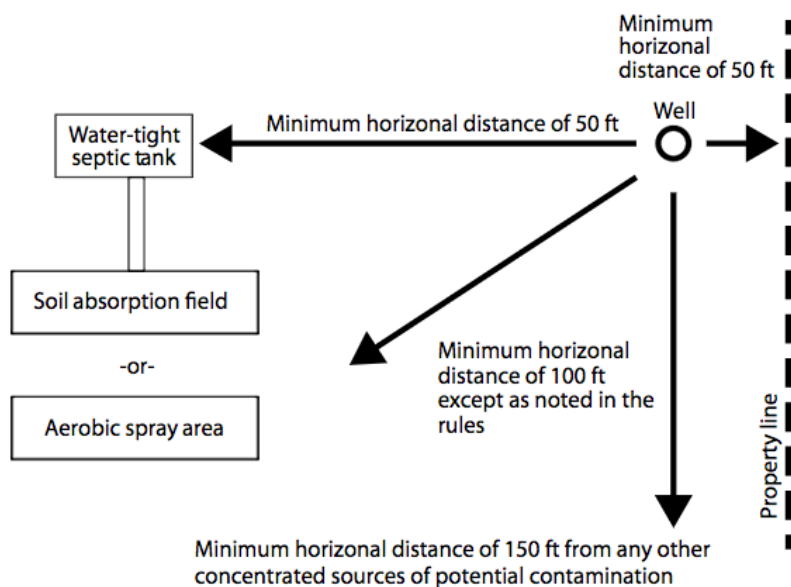 Minimum
horizonal
distance of 50 ft
Well
Minimum horizonal distance of 50 ft
Water-tight
septic tank
Soil absorption field
-or-
Aerobic spray area
Minimum horizonal
distance of 100 ft
except as noted in the
rules
Property line
Minimum horizonal distance of 150 ft from any other
concentrated sources of potential contamination